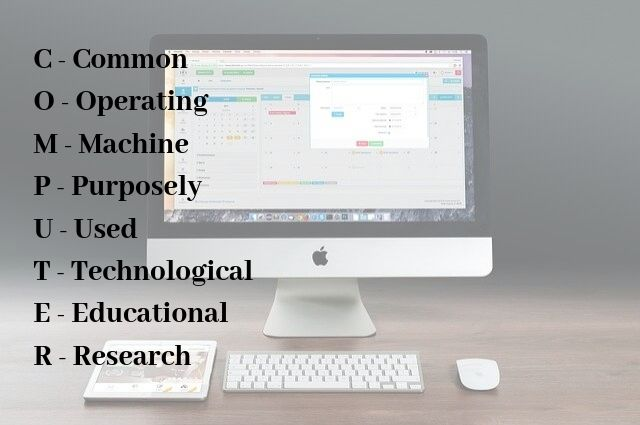 C - Common
O - Operating
M - Machine
P - Purposely
U - Used
T - Technological
E - Educational
R - Research